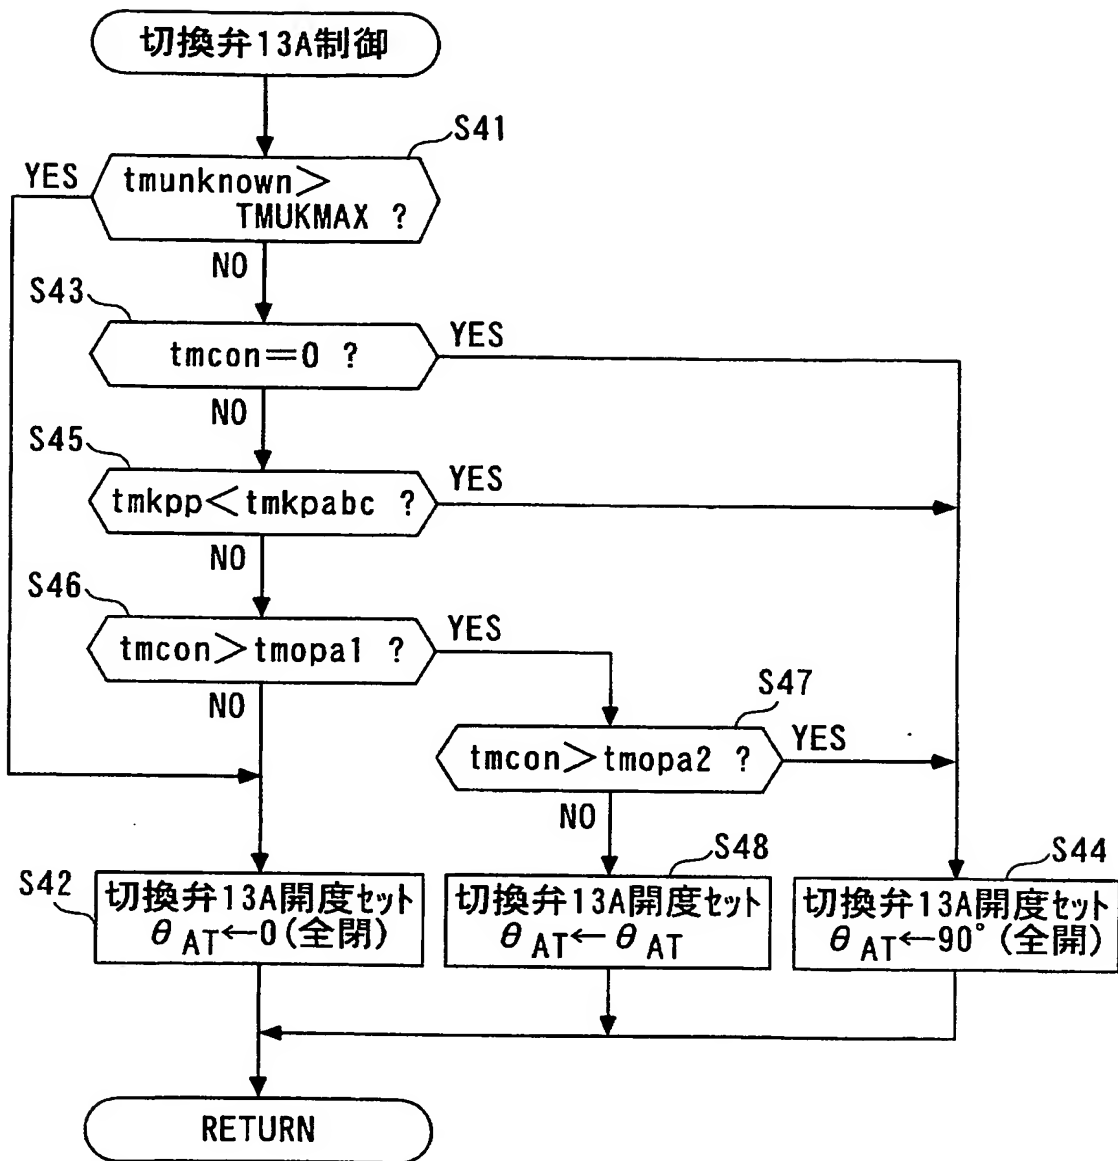 切換弁13A制御
S41
YES
tmunknown>
TMUKMAX ?
NO
S43
tmcon=0 ?
YES
NO
S45
tmkpp<tmkpabc ?
YES
NO
S46
tmcon>tmopa1 ?
YES
NO
S47
tmcon>tmopa2 ?
YES
NO
S42
切換弁13A開度セット
θAT←0(全閉)
S48
切換弁13A開度セット
θAT←θAT
S44
切換弁13A開度セット
θAT←90°(全開)
RETURN